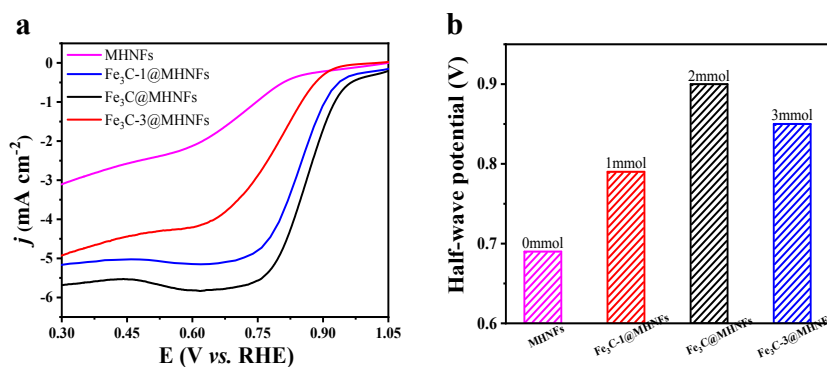 a
MHNFs
Fe₃C-1@MHNFs
Fe₃C@MHNFs
Fe₃C-3@MHNFs
0
-1
-2
-3
-4
-5
-6
j (mA cm⁻²)
0.30 0.45 0.60 0.75 0.90 1.05
E (V vs. RHE)
b
Half-wave potential (V)
0.9
0.8
0.7
0.6
0mmol
1mmol
2mmol
3mmol
MHNFs
Fe₃C-1@MHNFs
Fe₃C@MHNFs
Fe₃C-3@MHNF